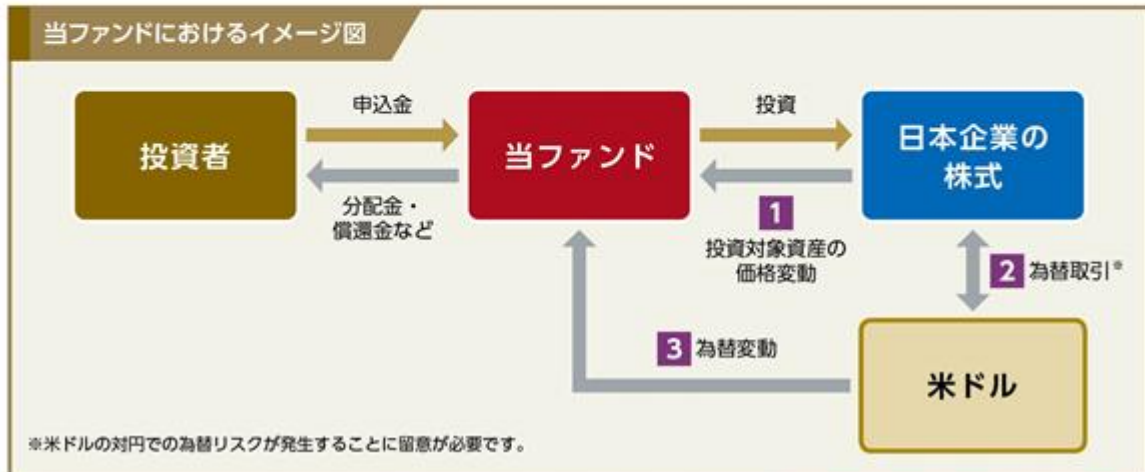 当ファンドにおけるイメージ図
投資者
申込金
分配金・
償還金など
当ファンド
投資
1
投資対象資産の
価格変動
日本企業の
株式
2 為替取引※
3 為替変動
米ドル
※米ドルの対円での為替リスクが発生することに留意が必要です。